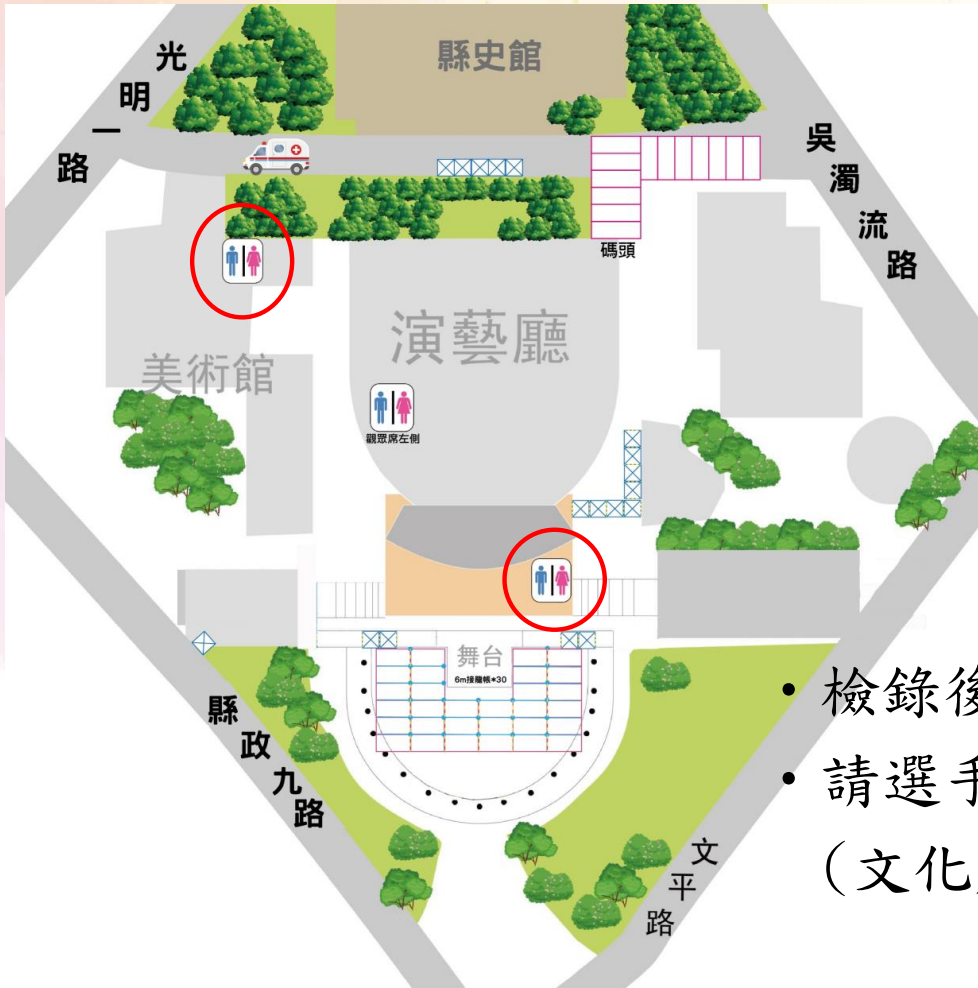 縣史館
光明一路
吳濁流路
碼頭
演藝廳
美術館
觀眾席左側
舞台
6m接龍帳*30
縣政九路
文平路
• 檢錄後
• 請選手
（文化